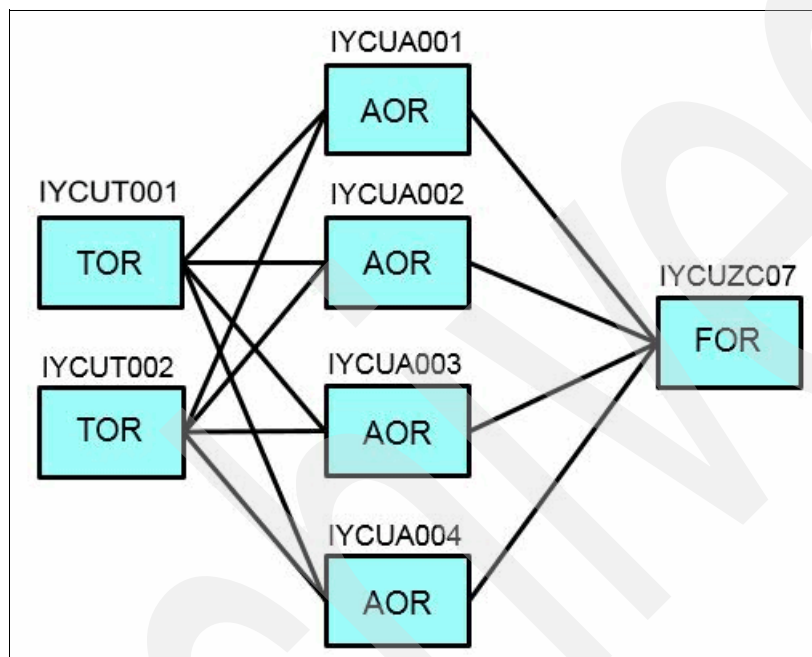 IYCUA001
AOR
IYCUT001
TOR
IYCUA002
AOR
IYCUZC07
FOR
IYCUT002
TOR
IYCUA003
AOR
IYCUA004
AOR